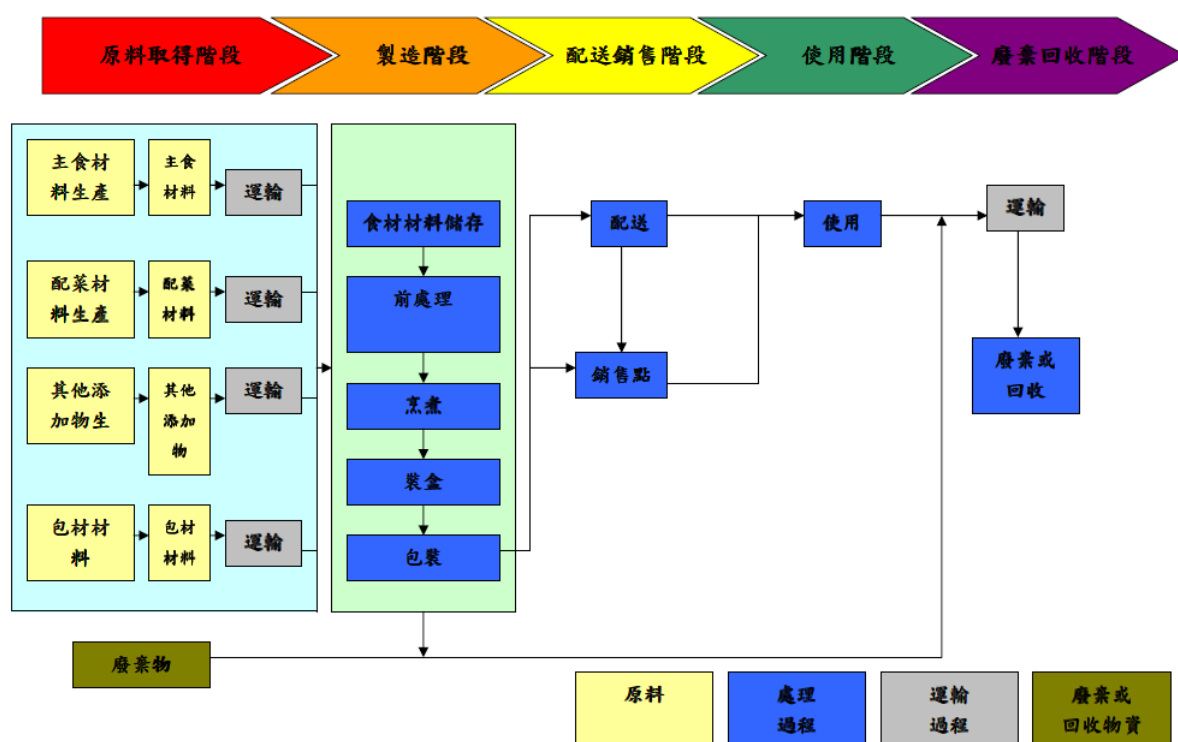 原料取得階段
製造階段
配送銷售階段
使用階段
廢棄回收階段
主食材
料生產
主食
材料
運輸
配菜材
料生產
配菜
材料
運輸
其他添
加物生
其他
添加
物
運輸
包材材
料
包材
材料
運輸
食材材料儲存
前處理
烹煮
裝盒
包裝
配送
銷售點
使用
運輸
廢棄或
回收
廢棄物
原料
處理
過程
運輸
過程
廢棄或
回收物資